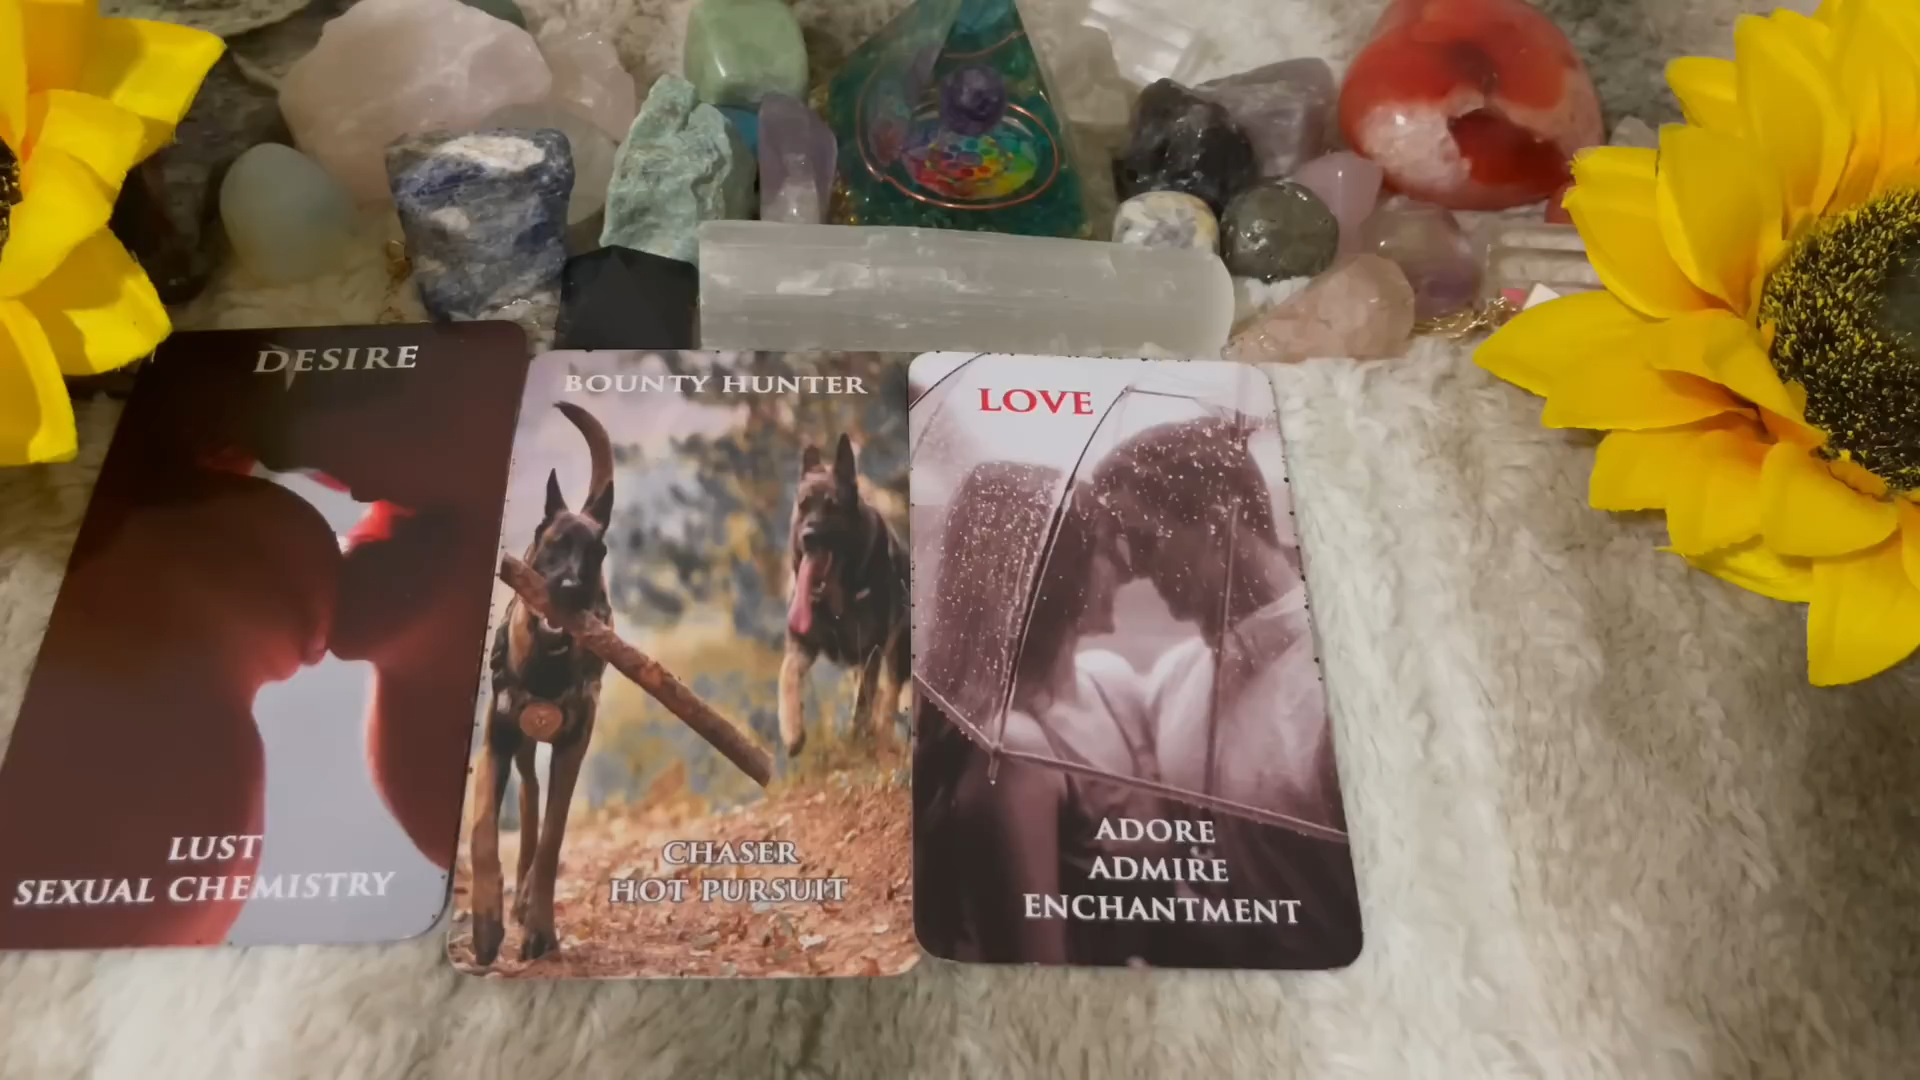 DESIRE
LUST
SEXUAL CHEMISTRY
BOUNTY HUNTER
CHASER
HOT PURSUIT
LOVE
ADORE
ADMIRE
ENCHANTMENT